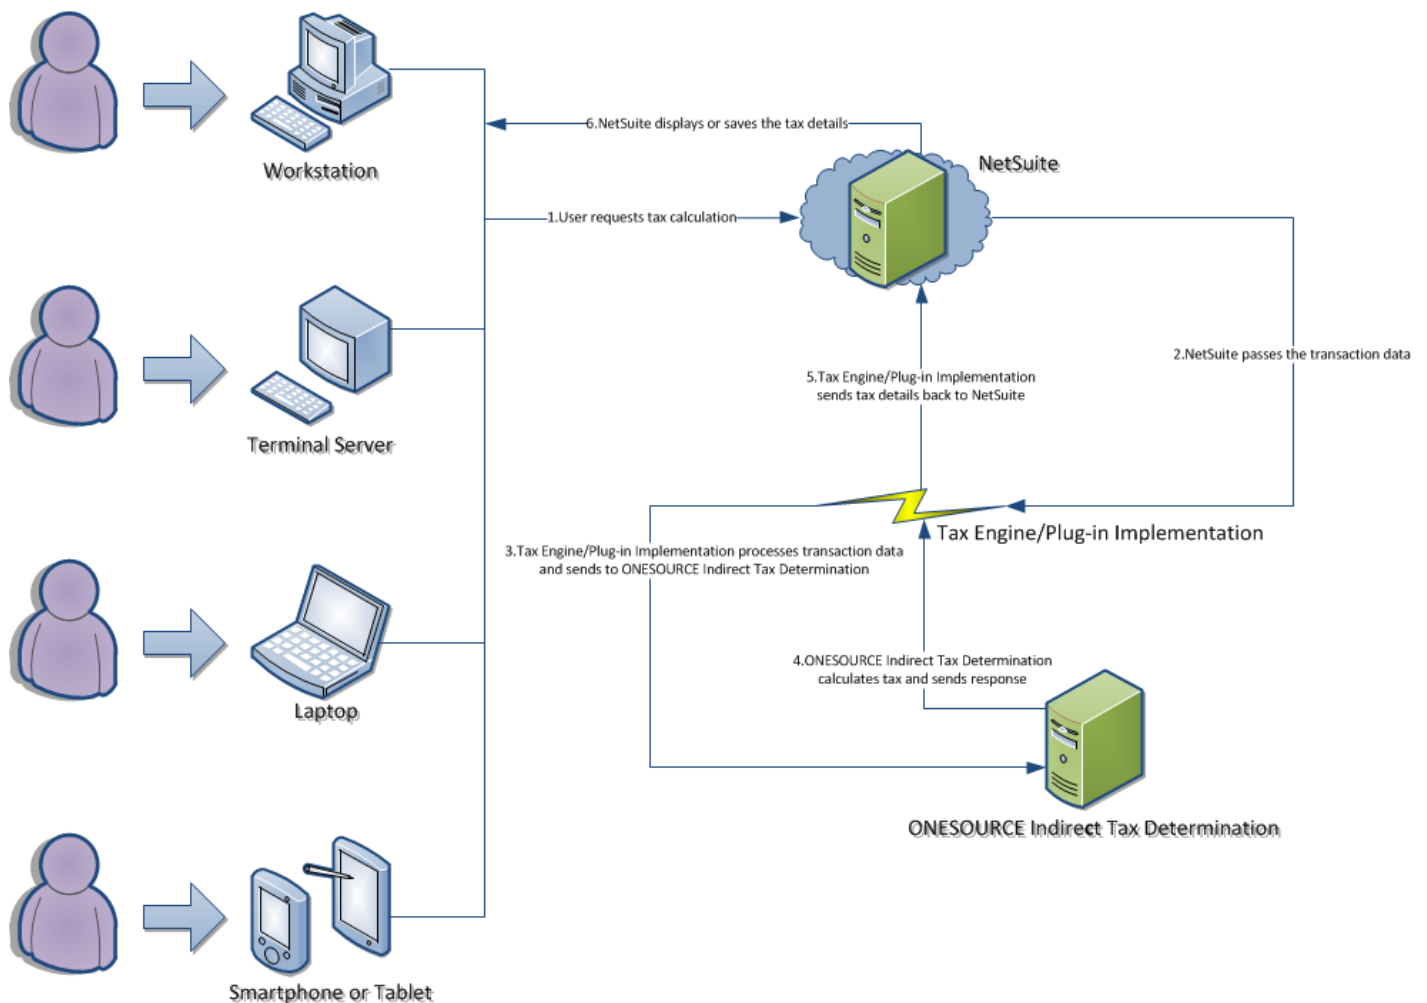 6.NetSuite displays or saves the tax details
Workstation
NetSuite
1.User requests tax calculation
2.NetSuite passes the transaction data
5.Tax Engine/Plug-in Implementation
sends tax details back to NetSuite
Terminal Server
Tax Engine/Plug-in Implementation
3.Tax Engine/Plug-in Implementation processes transaction data
and sends to ONESOURCE Indirect Tax Determination
4.ONESOURCE Indirect Tax Determination
calculates tax and sends response
Laptop
ONESOURCE Indirect Tax Determination
Smartphone or Tablet